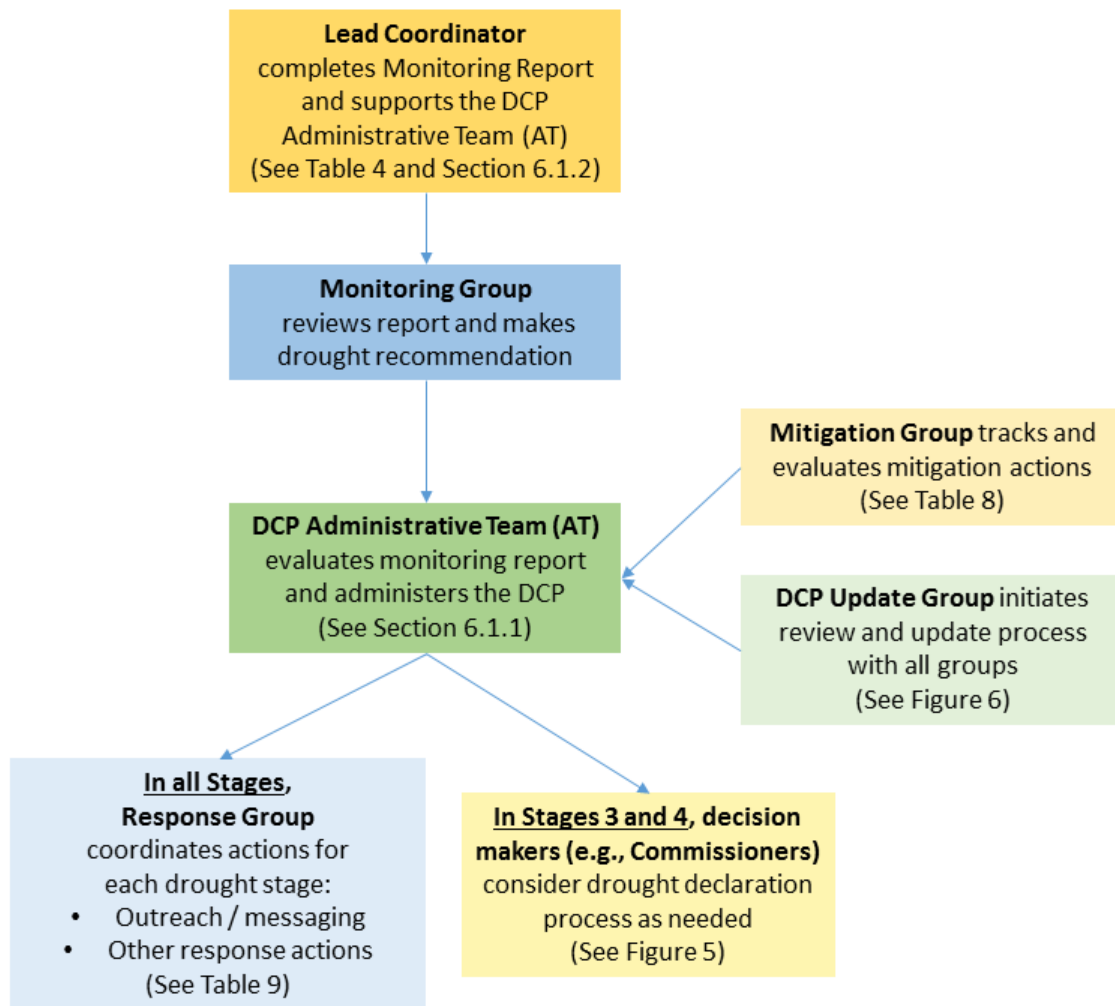 Lead Coordinator
completes Monitoring Report
and supports the DCP
Administrative Team (AT)
(See Table 4 and Section 6.1.2)
Monitoring Group
reviews report and makes
drought recommendation
Mitigation Group tracks and
evaluates mitigation actions
(See Table 8)
DCP Administrative Team (AT)
evaluates monitoring report
and administers the DCP
(See Section 6.1.1)
DCP Update Group initiates
review and update process
with all groups
(See Figure 6)
In all Stages,
Response Group
coordinates actions for
each drought stage:
• Outreach / messaging
• Other response actions
(See Table 9)
In Stages 3 and 4, decision
makers (e.g., Commissioners)
consider drought declaration
process as needed
(See Figure 5)